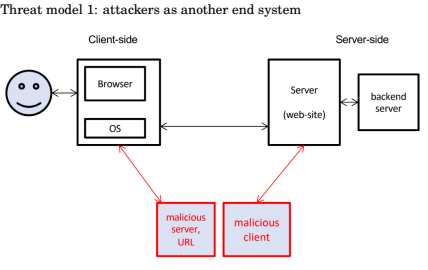 Threat model 1: attackers as another end system
Client-side
Server-side
Browser
OS
Server
(web-site)
backend
server
malicious
server,
URL
malicious
client